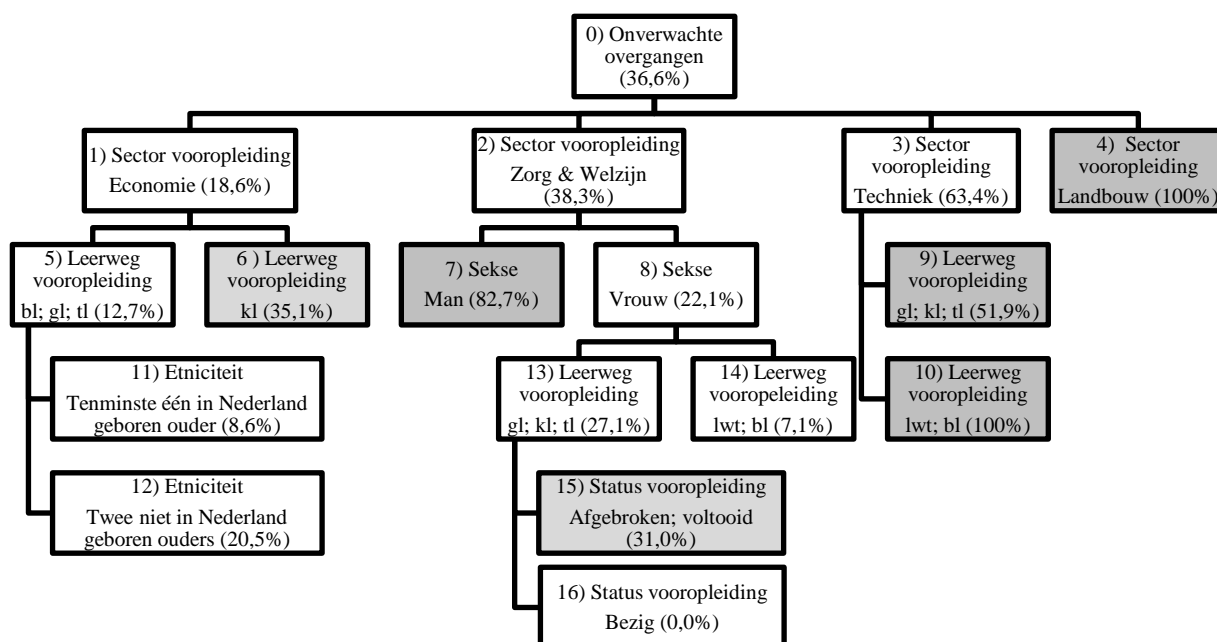 0) Onverwachte
overgangen
(36,6%)
1) Sector vooropleiding
Economie (18,6%)
2) Sector vooropleiding
Zorg & Welzijn
(38,3%)
3) Sector
vooropleiding
Techniek (63,4%)
4)  Sector
vooropleiding
Landbouw (100%)
5) Leerweg
vooropleiding
bl; gl; tl (12,7%)
6 ) Leerweg
vooropleiding
kl (35,1%)
7) Sekse
Man (82,7%)
8) Sekse
Vrouw (22,1%)
9) Leerweg
vooropleiding
gl; kl; tl (51,9%)
10) Leerweg
vooropleiding
lwt; bl (100%)
11) Etniciteit
Tenminste één in Nederland
geboren ouder (8,6%)
12) Etniciteit
Twee niet in Nederland
geboren ouders (20,5%)
13) Leerweg
vooropleiding
gl; kl; tl (27,1%)
14) Leerweg
vooropeleiding
lwt; bl (7,1%)
15) Status vooropleiding
Afgebroken; voltooid
(31,0%)
16) Status vooropleiding
Bezig (0,0%)